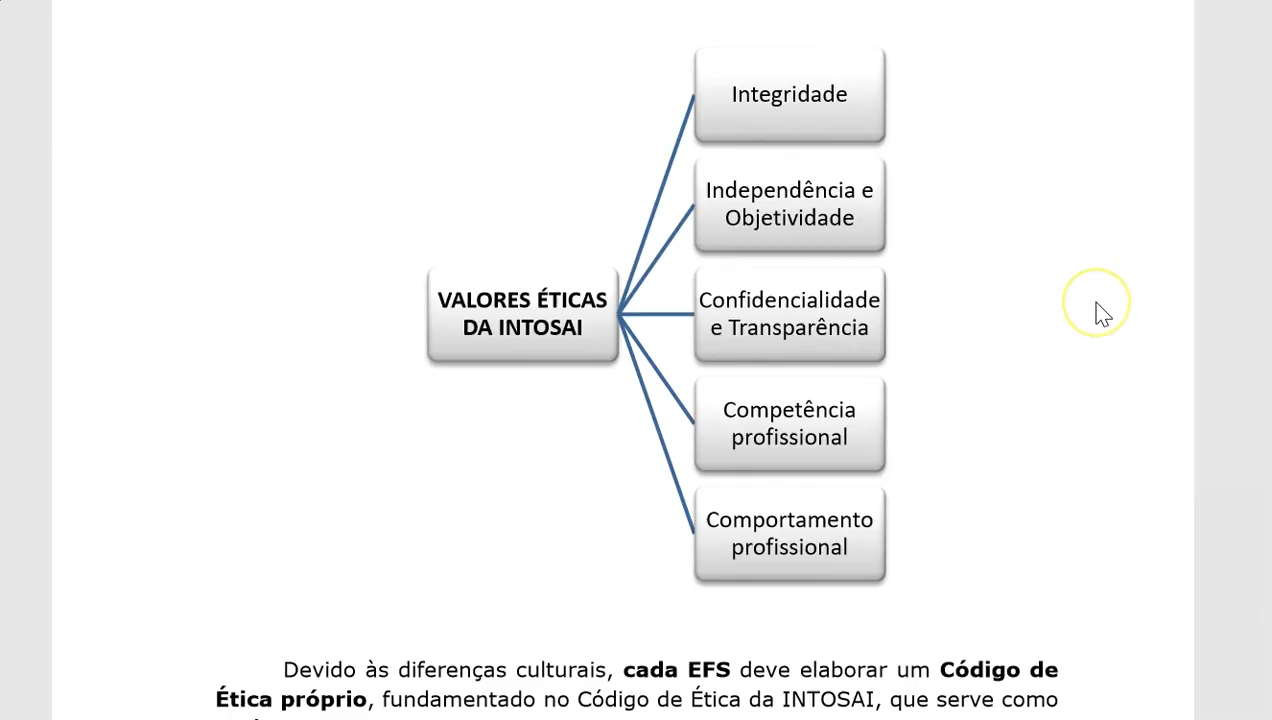 Integridade
Independência e
Objetividade
VALORES ÉTICAS
DA INTOSAI
Confidencialidade
e Transparência
Competência
profissional
Comportamento
profissional
Devido às diferenças culturais, cada EFS deve elaborar um Código de
Ética próprio, fundamentado no Código de Ética da INTOSAI, que serve como